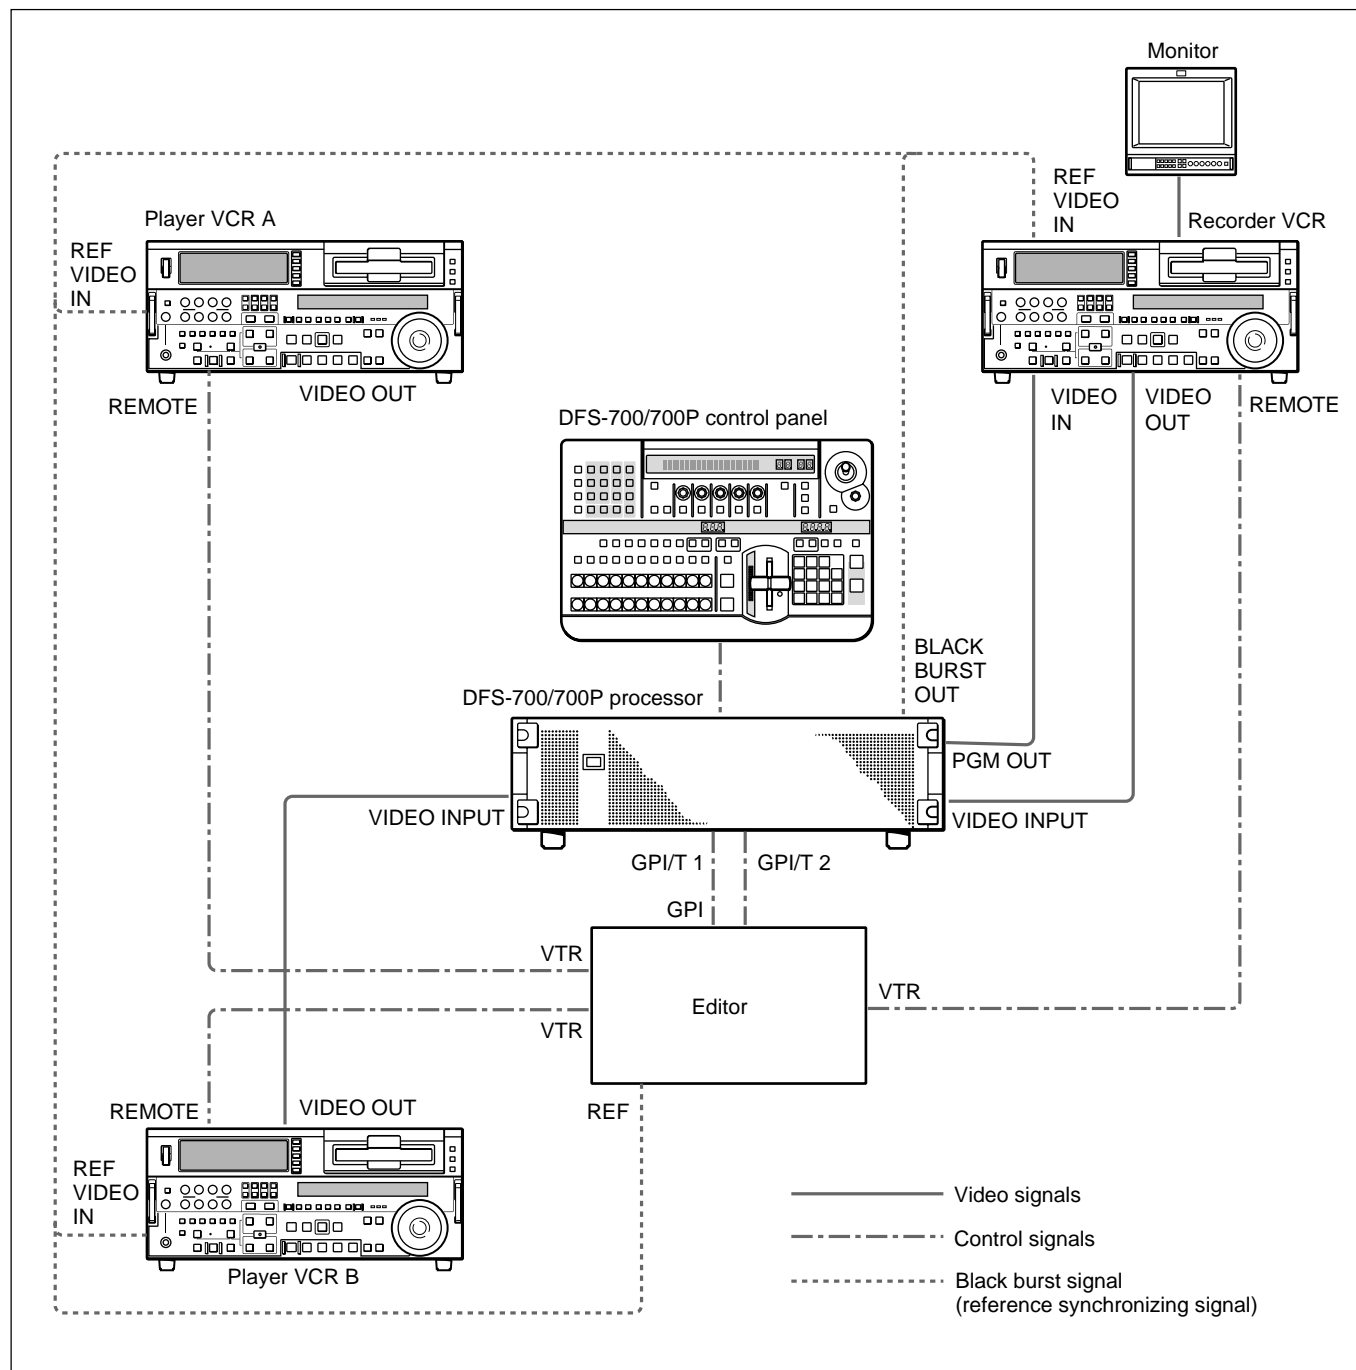 Monitor
REF
VIDEO
IN
Recorder VCR
Player VCR A
REF
VIDEO
IN
REMOTE
VIDEO OUT
VIDEO
IN
VIDEO
OUT
REMOTE
DFS-700/700P control panel
BLACK
BURST
OUT
DFS-700/700P processor
PGM OUT
VIDEO INPUT
VIDEO INPUT
GPI/T 1
GPI/T 2
GPI
VTR
VTR
Editor
VTR
REMOTE
VIDEO OUT
REF
REF
VIDEO
IN
Player VCR B
Video signals
Control signals
Black burst signal
(reference synchronizing signal)